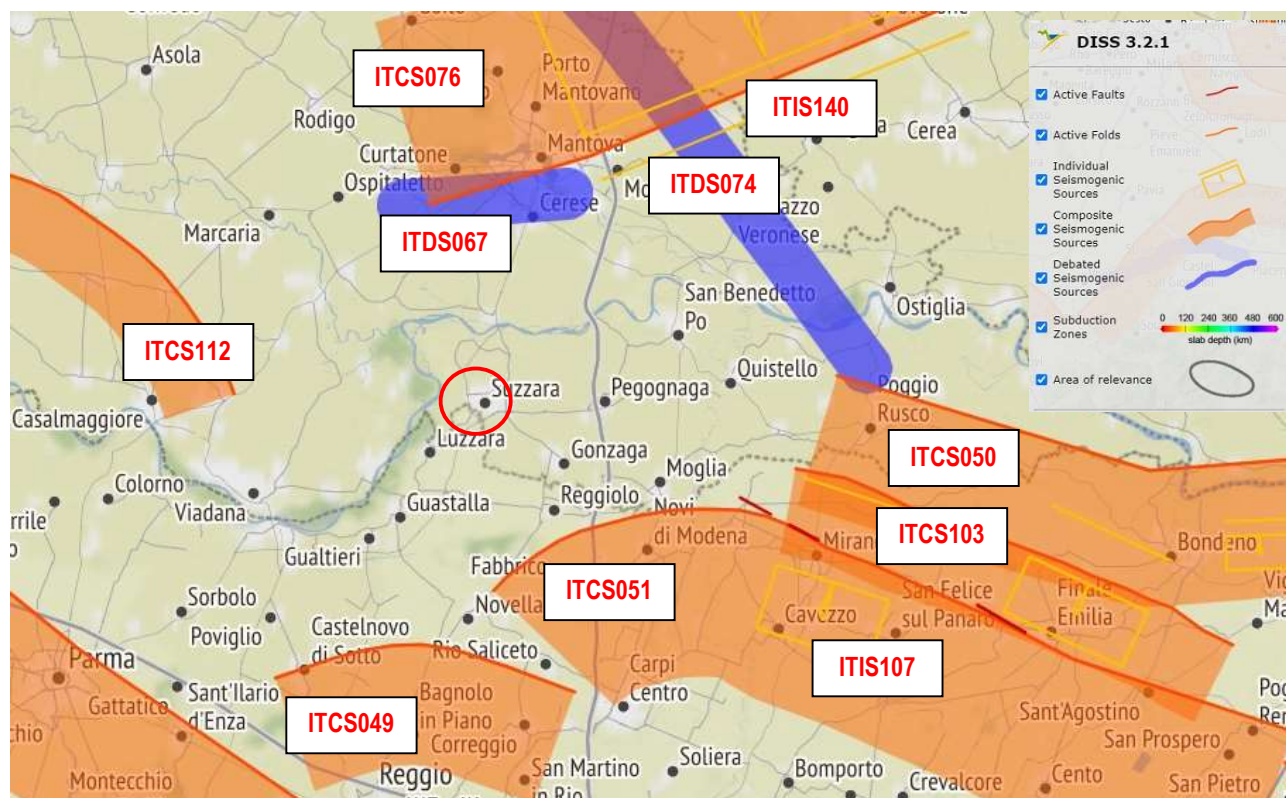 Asola
ITCS076
Porto
Mantovano
Rodigo
ITIS140
Cerea
Curtatone
Mantova
Ospitaletto
ITDS074
Cerese
Marcaria
ITDS067
Veronese
San Benedetto
Po
Ostiglia
ITCS112
Quistello
Suzzara
Pegognaga
Poggio
Rusco
Casalmaggiore
Luzzara
Gonzaga
ITCS050
Moglia
Colorno
Reggiolo
Novi
di Modena
Viadana
Guastalla
ITCS103
Bondeno
Gualtieri
Fabbrico
ITCS051
San Felice
sul Panaro
Finale
Emilia
Sorbolo
Cavezzo
Poviglio
Castelnovo
di Sotto
Rio Saliceto
ITIS107
Parma
Carpi
Centro
Sant'Ilario
d'Enza
Gattatico
Bagnolo
in Piano
ITCS049
Correggio
Sant'Agostino
San Prospero
Soliera
Montecchio
Reggio
San Martino
in Rio
Bomporto
Crevalcore
Cento
San Pietro
DISS 3.2.1
Active Faults
Active Folds
Individual
Seismogenic
Sources
Composite
Seismogenic
Sources
Debated
Seismogenic
Sources
Subduction
Zones
0 120 240 360 480 600
slab depth (km)
Area of relevance